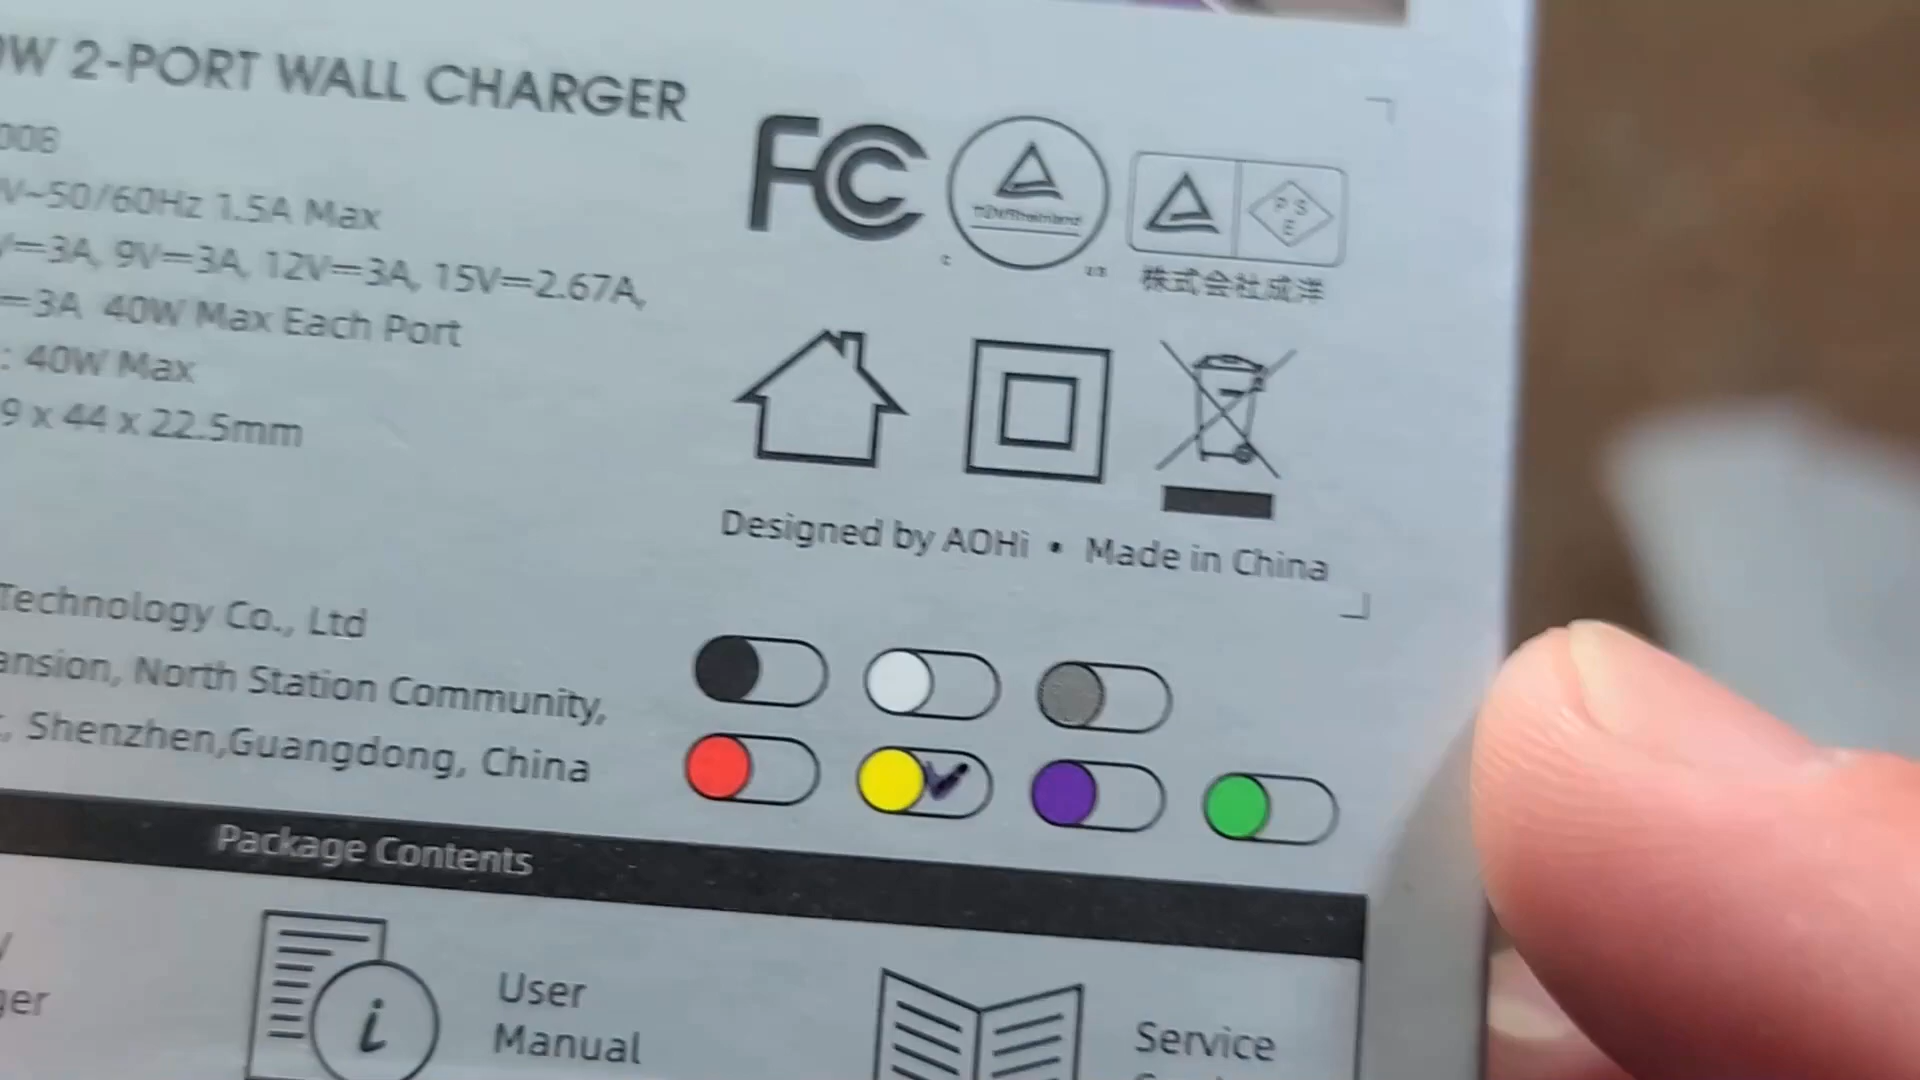 W 2-PORT WALL CHARGER
008
V~50/60Hz 1.5A Max
V⎓3A, 9V⎓3A, 12V⎓3A, 15V⎓2.67A,
⎓3A 40W Max Each Port
: 40W Max
9 x 44 x 22.5mm
FC
TÜVRheinland
C US
P S
E
株式会社成洋
Designed by AOHi • Made in China
Technology Co., Ltd
ansion, North Station Community,
, Shenzhen,Guangdong, China
Package Contents
ger
i
User
Manual
Service